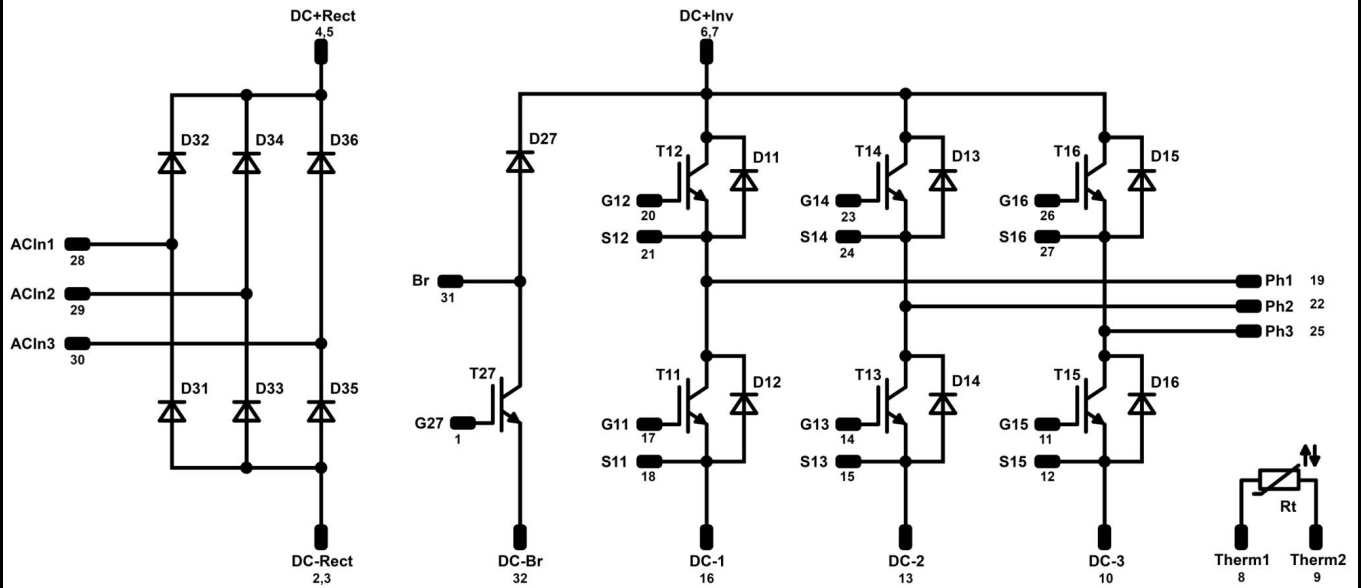 DC+Rect
4,5
DC+Inv
6,7
D32
D34
D36
D27
T12
D11
T14
D13
T16
D15
G12
20
G14
23
G16
26
S12
21
S14
24
S16
27
ACIn1
28
ACIn2
29
ACIn3
30
Br
31
Ph1 19
Ph2 22
Ph3 25
D31
D33
D35
T27
T11
D12
T13
D14
T15
D16
G27
1
G11
17
G13
14
G15
11
S11
18
S13
15
S15
12
Rt
DC-Rect
2,3
DC-Br
32
DC-1
16
DC-2
13
DC-3
10
Therm1
8
Therm2
9